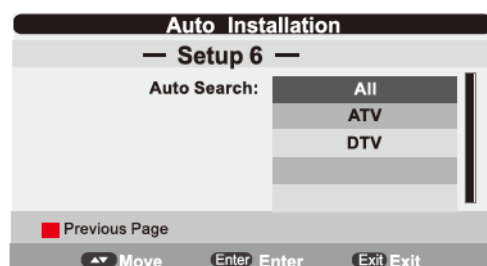 Auto Installation
— Setup 6 —
Auto Search: All
ATV
DTV
Previous Page
Move Enter Enter Exit Exit